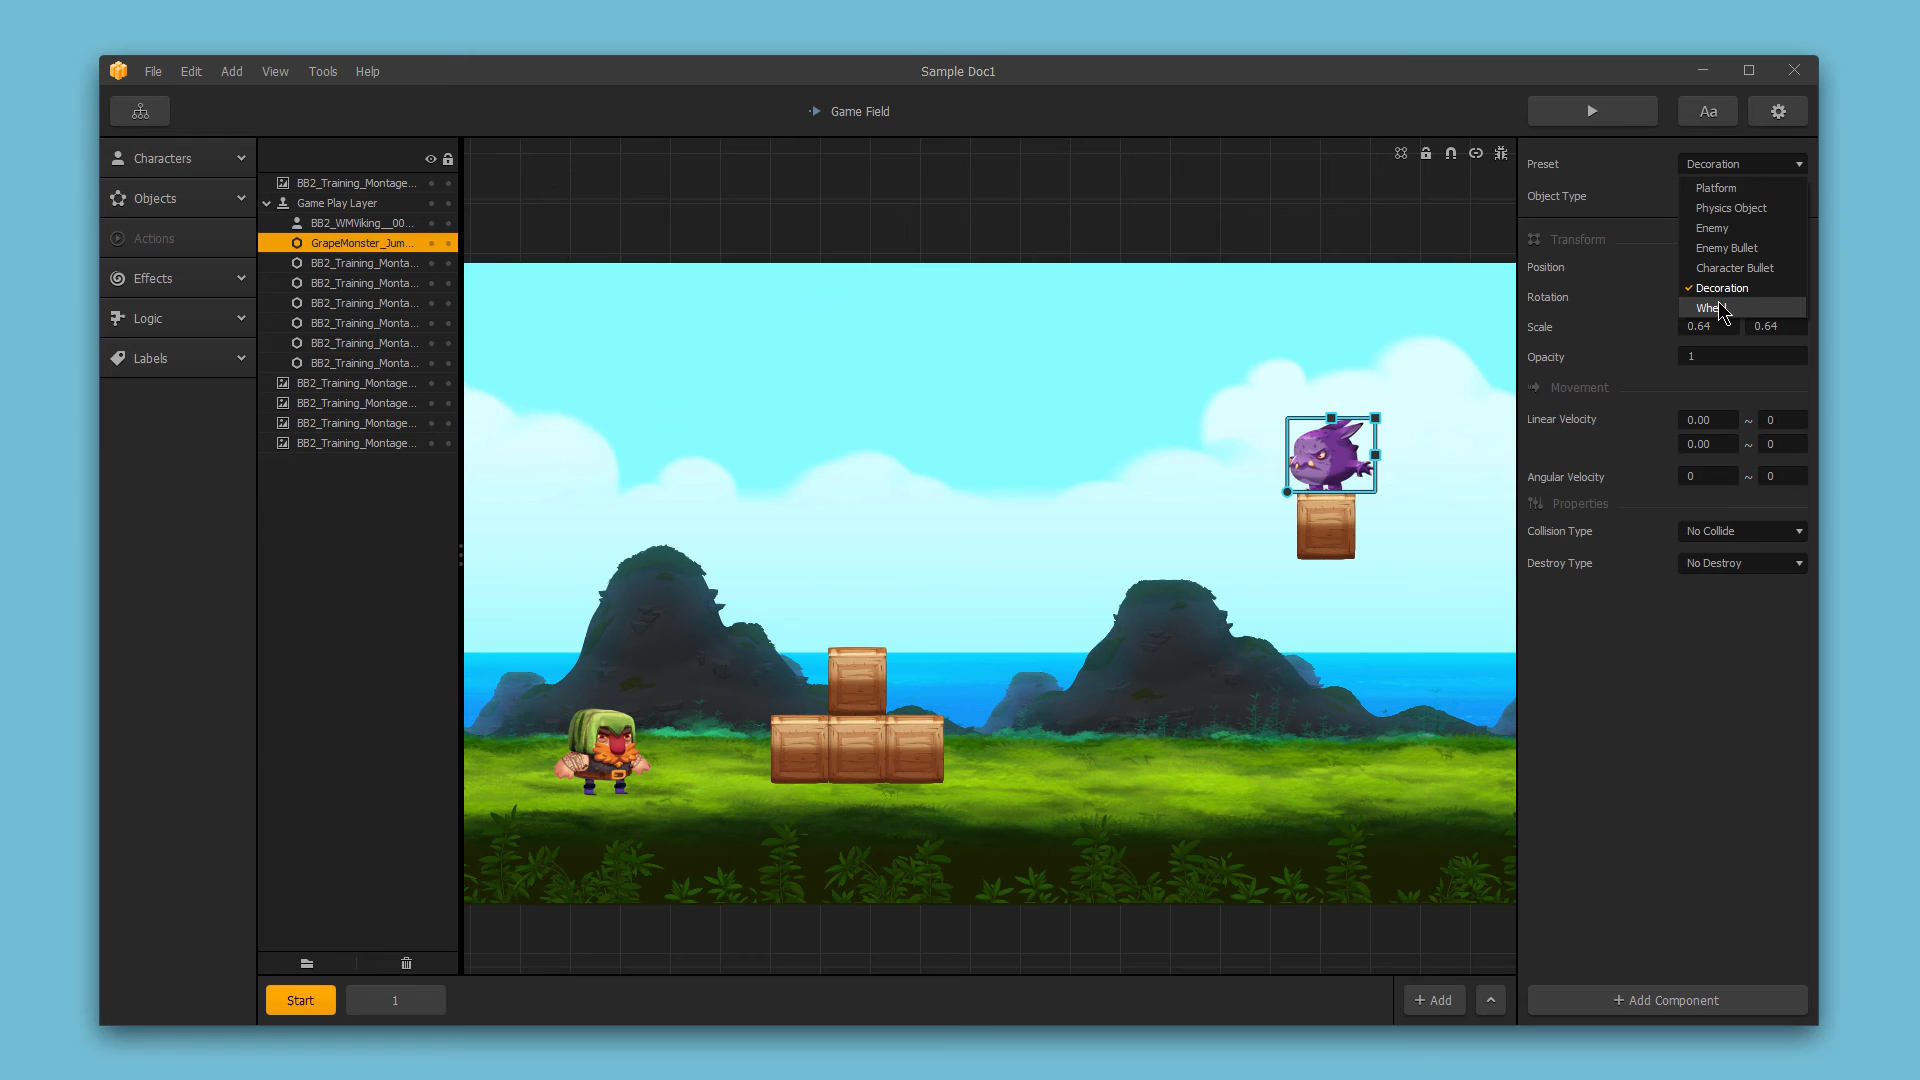 File Edit Add View Tools Help
Sample Doc1
Game Field
Aa
Characters
Objects
Actions
Effects
Logic
Labels
BB2_Training_Montage...
Game Play Layer
BB2_WMViking__00...
GrapeMonster_Jum...
BB2_Training_Monta...
BB2_Training_Monta...
BB2_Training_Monta...
BB2_Training_Monta...
BB2_Training_Monta...
BB2_Training_Monta...
BB2_Training_Montage...
BB2_Training_Montage...
BB2_Training_Montage...
BB2_Training_Montage...
Preset Decoration
Platform
Physics Object
Enemy
Enemy Bullet
Character Bullet
Decoration
Object Type
Transform
Position
Rotation
Scale 0.64 0.64
Opacity 1
Movement
Linear Velocity 0.00 ~ 0
0.00 ~ 0
Angular Velocity 0 ~ 0
Properties
Collision Type No Collide
Destroy Type No Destroy
Start 1
+ Add
+ Add Component